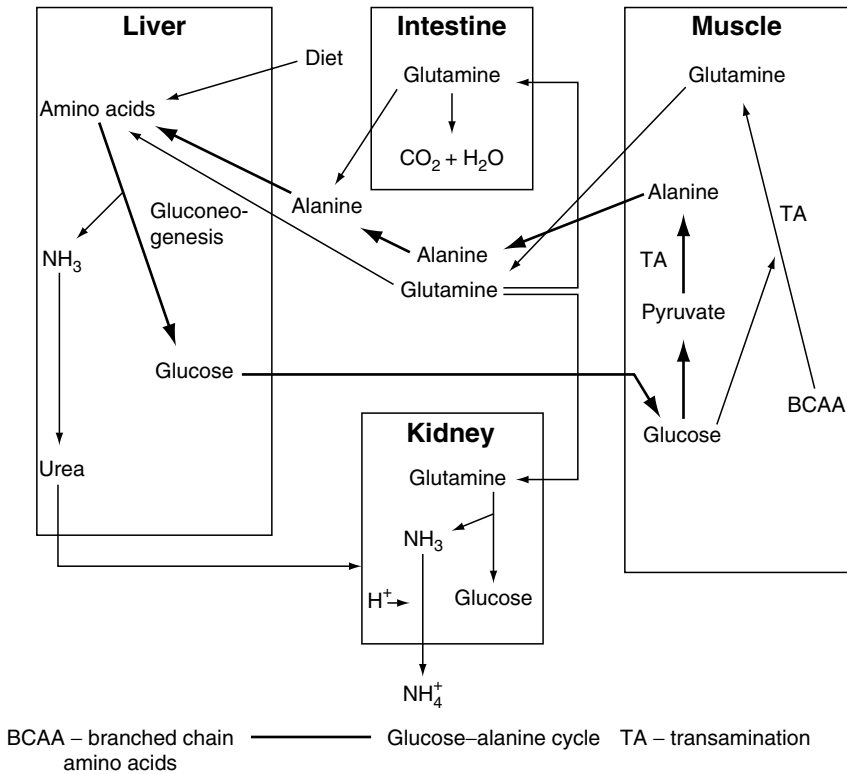 Liver
Intestine
Muscle
Diet
Glutamine
Glutamine
Amino acids
CO₂ + H₂O
Alanine
Alanine
Gluconeo-
genesis
TA
NH₃
Alanine
TA
Glutamine
Pyruvate
Glucose
BCAA
Kidney
Glucose
Urea
Glutamine
NH₃
H⁺
Glucose
NH₄⁺
BCAA – branched chain
amino acids
Glucose–alanine cycle
TA – transamination